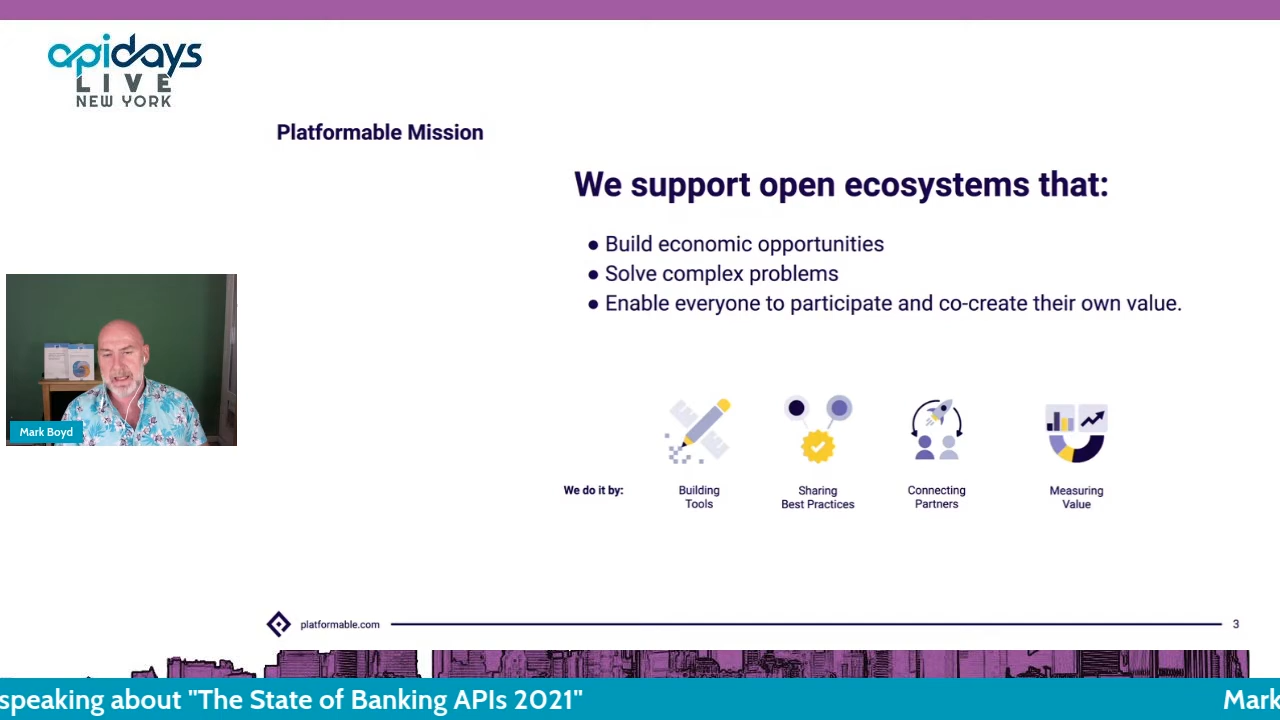 apidays
LIVE
NEW YORK
Platformable Mission
We support open ecosystems that:
● Build economic opportunities
● Solve complex problems
● Enable everyone to participate and co-create their own value.
Mark Boyd
We do it by:
Building
Tools
Sharing
Best Practices
Connecting
Partners
Measuring
Value
platformable.com
3
speaking about "The State of Banking APIs 2021"
Mark